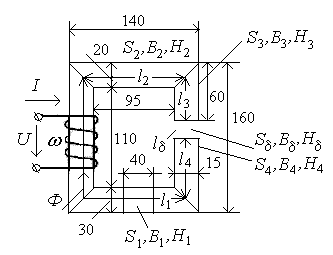 140
20
S₂, B₂, H₂
S₃, B₃, H₃
I
l₂
l₃
60
95
U
ω
110
lδ
160
Sδ, Bδ, Hδ
40
l₄
15
S₄, B₄, H₄
Φ
l₁
30
S₁, B₁, H₁